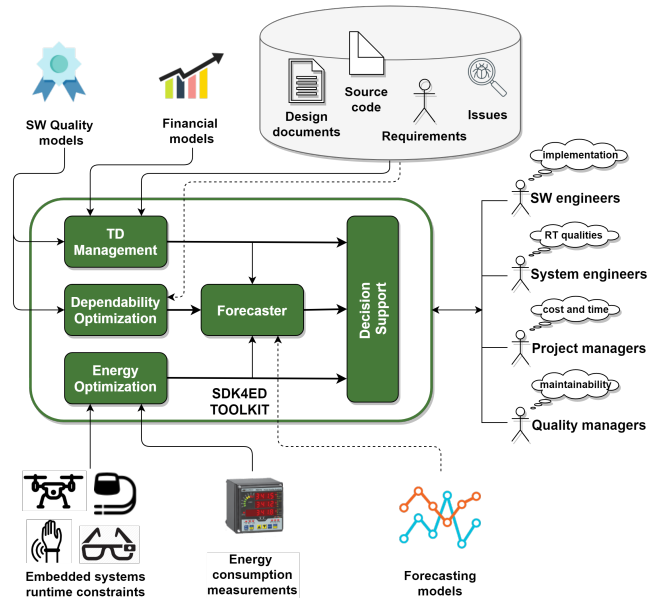 SW Quality
models
Financial
models
Design
documents
Source
code
Requirements
Issues
implementation
SW engineers
RT qualities
System engineers
cost and time
Project managers
maintainability
Quality managers
TD
Management
Dependability
Optimization
Forecaster
Energy
Optimization
Decision
Support
SDK4ED
TOOLKIT
Embedded systems
runtime constraints
Energy
consumption
measurements
Forecasting
models